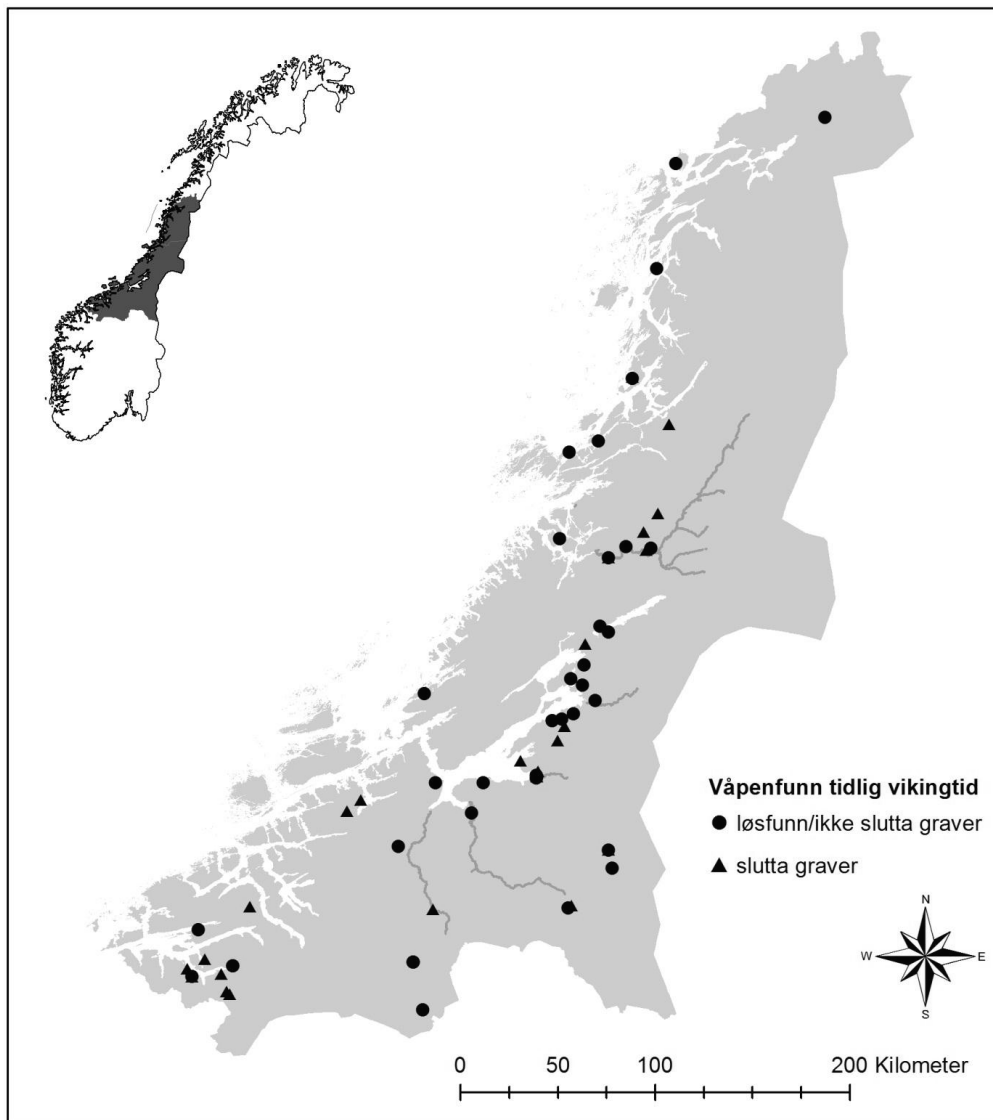 Våpenfunn tidlig vikingtid
løsfunn/ikke slutta graver
slutta graver
N
W E
S
0 50 100 200 Kilometer